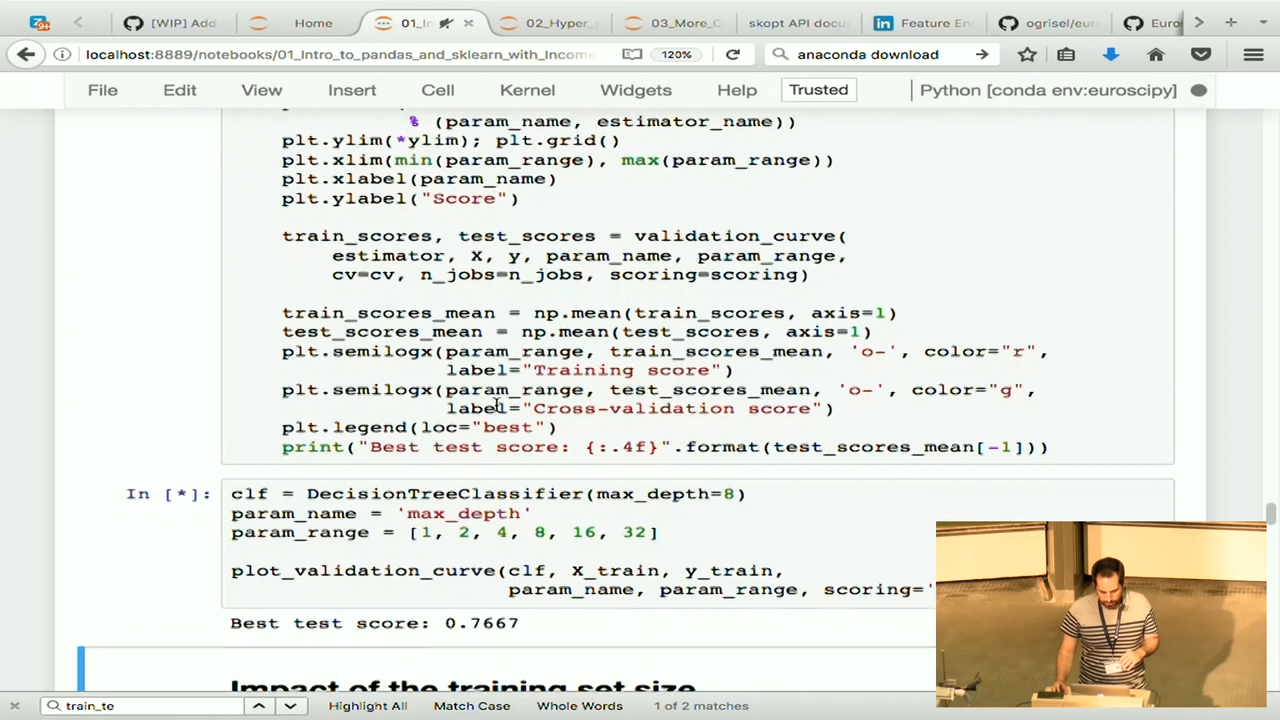 [WIP] Add
Home
01_In
02_Hyper_
03_More_C
skopt API docu
Feature En
ogrisel/eur
Euro
localhost:8889/notebooks/01_Intro_to_pandas_and_sklearn_with_Incom
120%
anaconda download
File Edit View Insert Cell Kernel Widgets Help Trusted Python [conda env:euroscipy]
% (param_name, estimator_name))
plt.ylim(*ylim); plt.grid()
plt.xlim(min(param_range), max(param_range))
plt.xlabel(param_name)
plt.ylabel("Score")
train_scores, test_scores = validation_curve(
estimator, X, y, param_name, param_range,
cv=cv, n_jobs=n_jobs, scoring=scoring)
train_scores_mean = np.mean(train_scores, axis=1)
test_scores_mean = np.mean(test_scores, axis=1)
plt.semilogx(param_range, train_scores_mean, 'o-', color="r",
label="Training score")
plt.semilogx(param_range, test_scores_mean, 'o-', color="g",
label="Cross-validation score")
plt.legend(loc="best")
print("Best test score: {:.4f}".format(test_scores_mean[-1]))
In [*]: clf = DecisionTreeClassifier(max_depth=8)
param_name = 'max_depth'
param_range = [1, 2, 4, 8, 16, 32]
plot_validation_curve(clf, X_train, y_train,
param_name, param_range, scoring='
Best test score: 0.7667
Impact of the training set size
train_te Highlight All Match Case Whole Words 1 of 2 matches